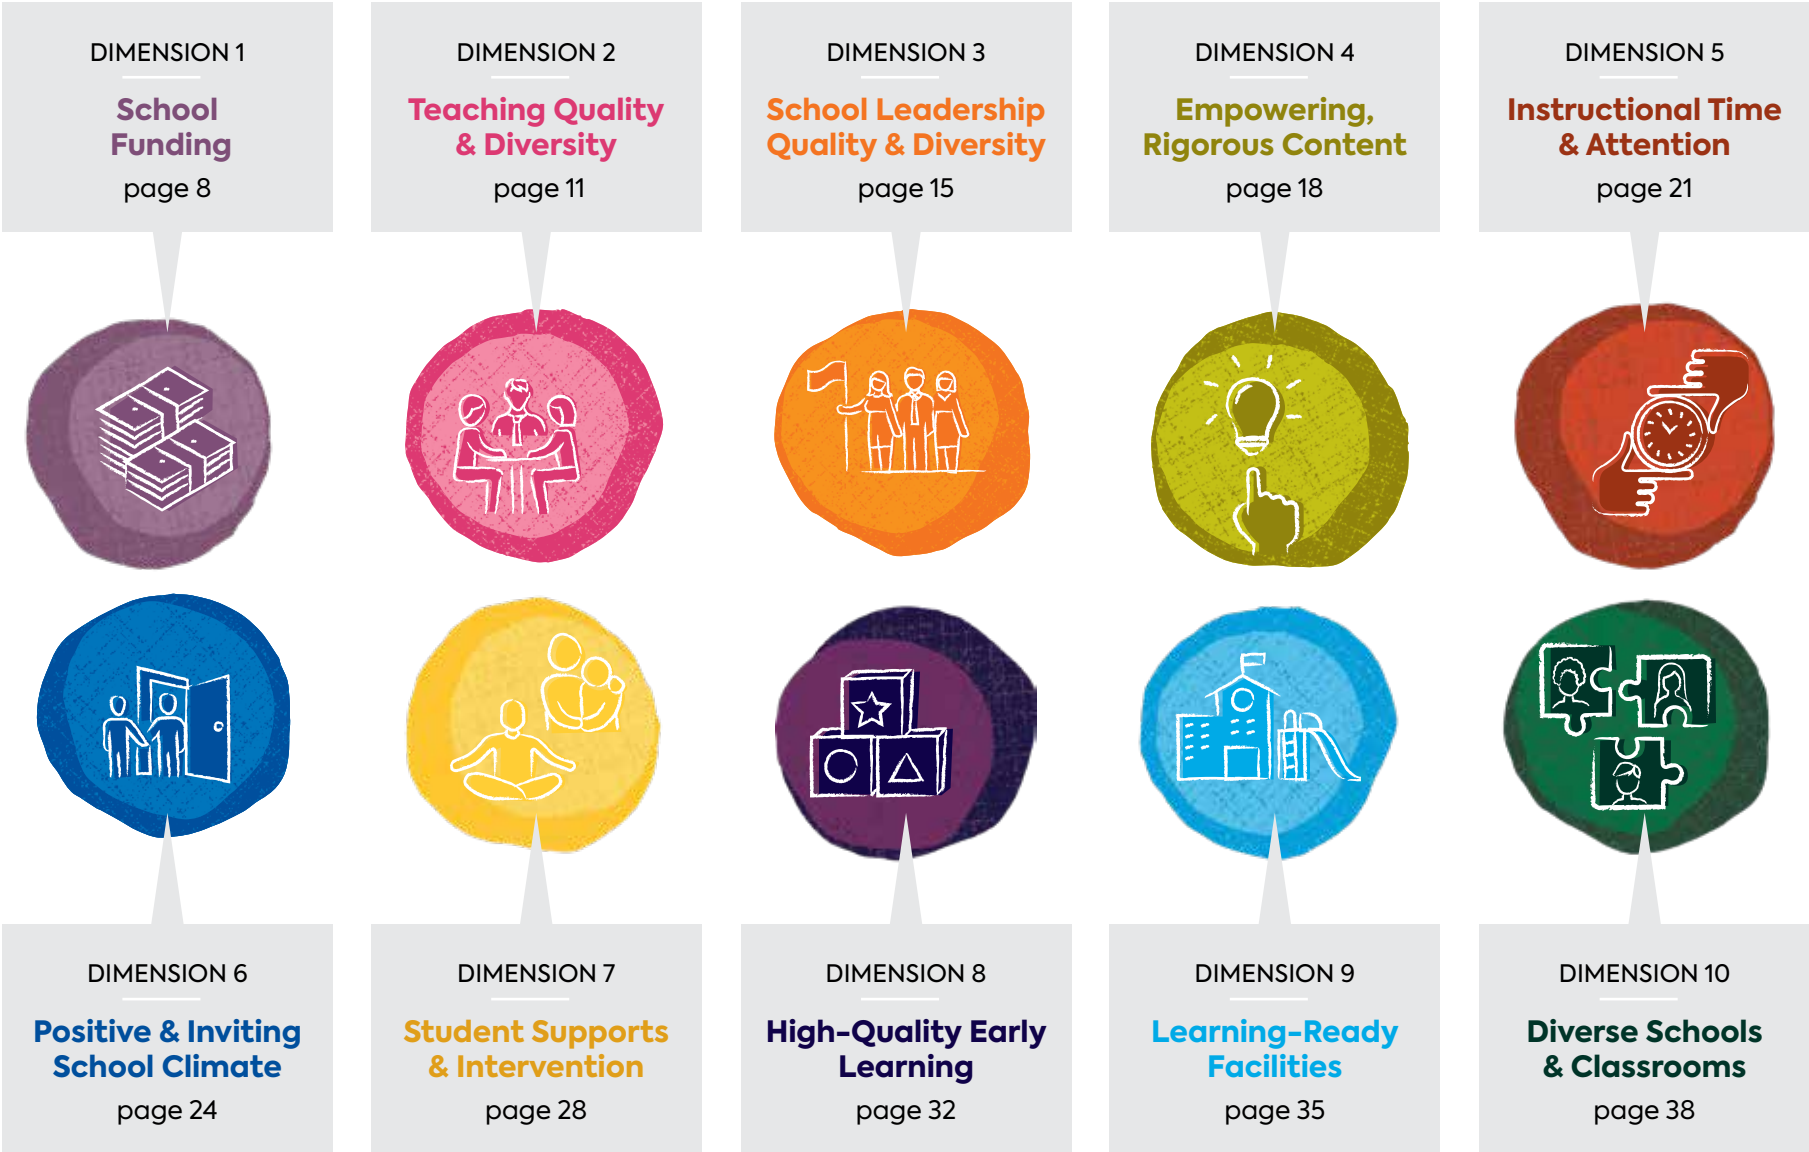 DIMENSION 1
School
Funding
page 8
DIMENSION 2
Teaching Quality
& Diversity
page 11
DIMENSION 3
School Leadership
Quality & Diversity
page 15
DIMENSION 4
Empowering,
Rigorous Content
page 18
DIMENSION 5
Instructional Time
& Attention
page 21
DIMENSION 6
Positive & Inviting
School Climate
page 24
DIMENSION 7
Student Supports
& Intervention
page 28
DIMENSION 8
High-Quality Early
Learning
page 32
DIMENSION 9
Learning-Ready
Facilities
page 35
DIMENSION 10
Diverse Schools
& Classrooms
page 38